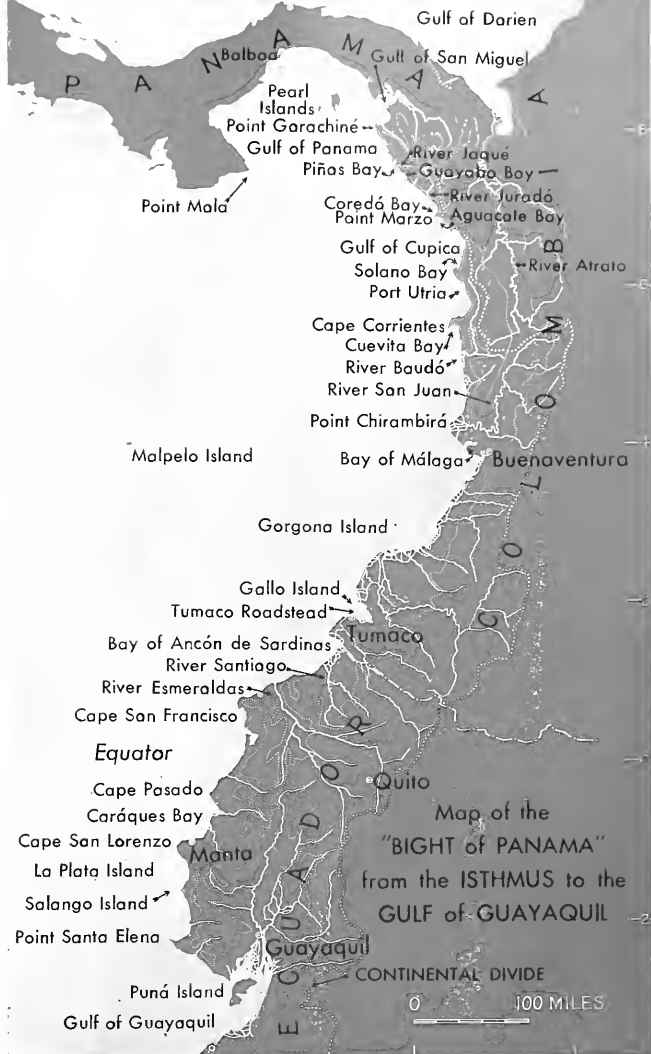 Gulf of Darien
PANAMA
Balboa
Gulf of San Miguel
Pearl
Islands
Point Garachiné
Gulf of Panama
River Jaqué
Piñas Bay
Guayabo Bay
River Juradó
Point Mala
Coredó Bay
Point Marzo
Aguacate Bay
Gulf of Cupica
River Atrato
Solano Bay
Port Utria
Cape Corrientes
Cuevita Bay
River Baudó
River San Juan
Point Chirambirá
Malpelo Island
Bay of Málaga
Buenaventura
COLOMBIA
Gorgona Island
Gallo Island
Tumaco Roadstead
Tumaco
Bay of Ancón de Sardinas
River Santiago
River Esmeraldas
Cape San Francisco
Equator
Quito
Cape Pasado
Caráques Bay
Cape San Lorenzo
Manta
La Plata Island
Salango Island
Point Santa Elena
Guayaquil
ECUADOR
Puná Island
Gulf of Guayaquil
Map of the
"BIGHT of PANAMA"
from the ISTHMUS to the
GULF of GUAYAQUIL
CONTINENTAL DIVIDE
0 100 MILES